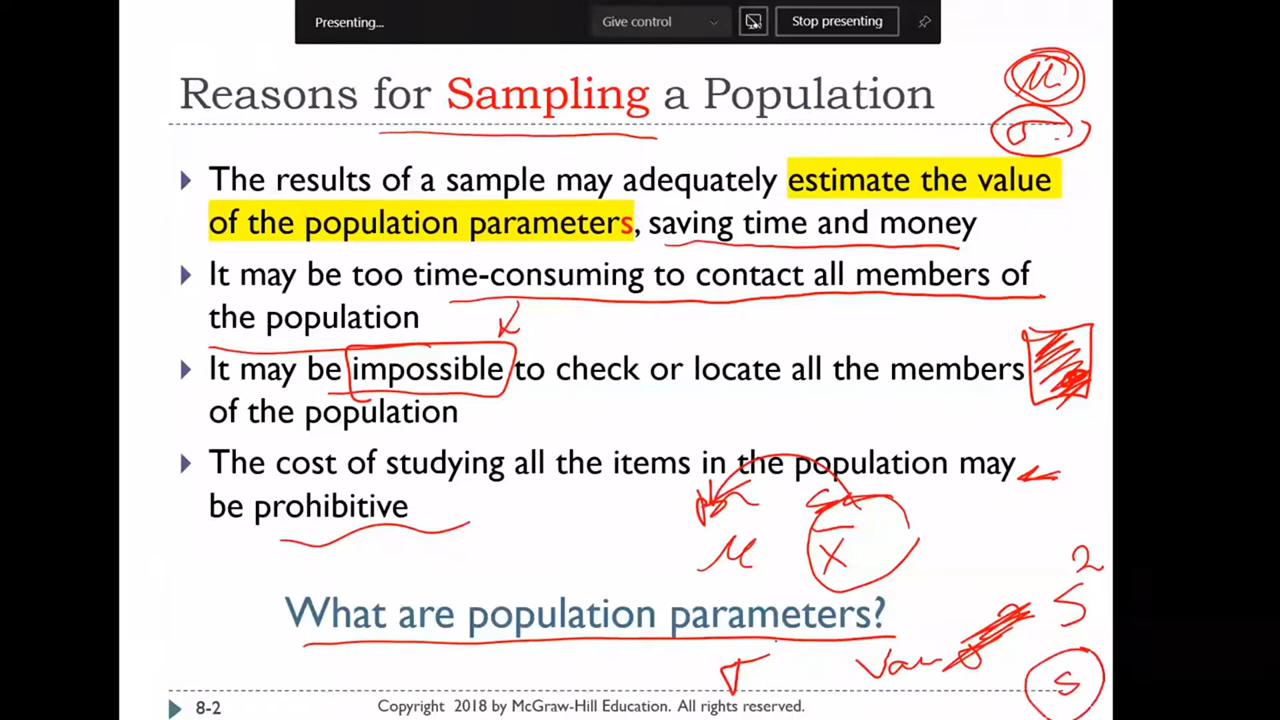 Presenting...
Give control
Stop presenting
Reasons for Sampling a Population
μ
σ
The results of a sample may adequately estimate the value
of the population parameters, saving time and money
It may be too time-consuming to contact all members of
the population
It may be impossible to check or locate all the members
of the population
The cost of studying all the items in the population may
be prohibitive
μ x̄
s²
What are population parameters?
σ Var
s
8-2 Copyright 2018 by McGraw-Hill Education. All rights reserved.